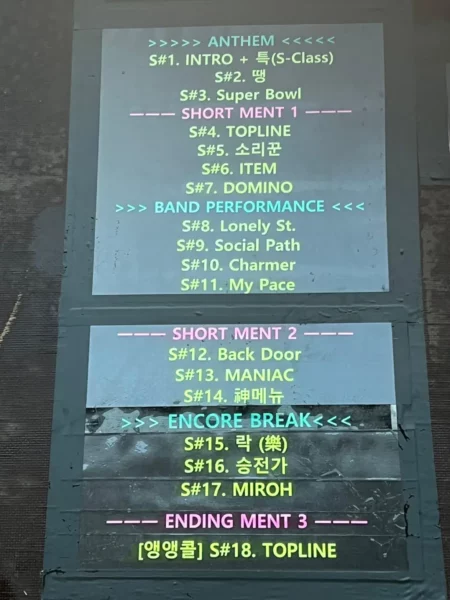 >>>>> ANTHEM <<<<<
S#1. INTRO + 특(S-Class)
S#2. 땡
S#3. Super Bowl
——— SHORT MENT 1 ———
S#4. TOPLINE
S#5. 소리꾼
S#6. ITEM
S#7. DOMINO
>>> BAND PERFORMANCE <<<
S#8. Lonely St.
S#9. Social Path
S#10. Charmer
S#11. My Pace
——— SHORT MENT 2 ———
S#12. Back Door
S#13. MANIAC
S#14. 神메뉴
>>> ENCORE BREAK<<<
S#15. 락 (樂)
S#16. 승전가
S#17. MIROH
——— ENDING MENT 3 ———
[앵앵콜] S#18. TOPLINE